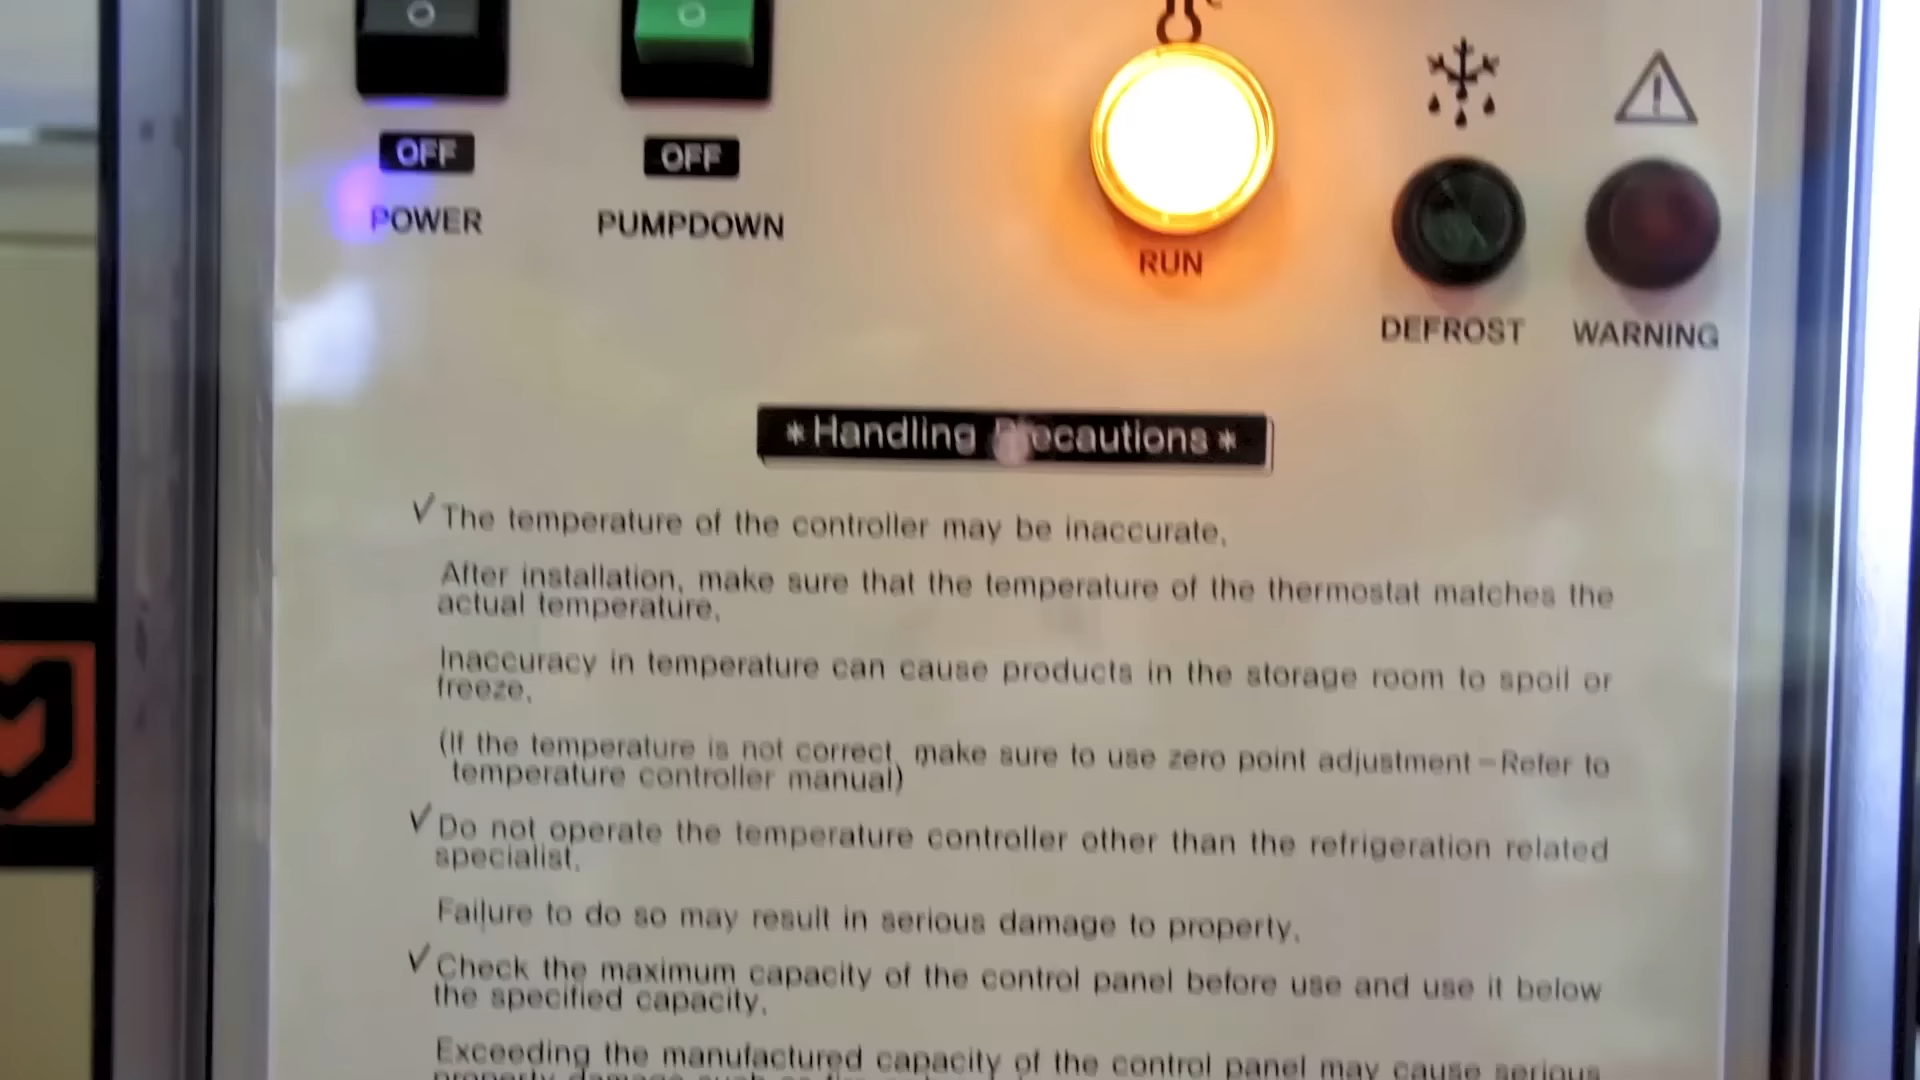 OFF
OFF
POWER
PUMPDOWN
RUN
DEFROST
WARNING
*Handling Precautions*
✓The temperature of the controller may be inaccurate.
After installation, make sure that the temperature of the thermostat matches the
actual temperature.
Inaccuracy in temperature can cause products in the storage room to spoil or
freeze.
(If the temperature is not correct, make sure to use zero point adjustment-Refer to
temperature controller manual)
✓Do not operate the temperature controller other than the refrigeration related
specialist.
Failure to do so may result in serious damage to property.
✓Check the maximum capacity of the control panel before use and use it below
the specified capacity.
Exceeding the manufactured capacity of the control panel may cause serious